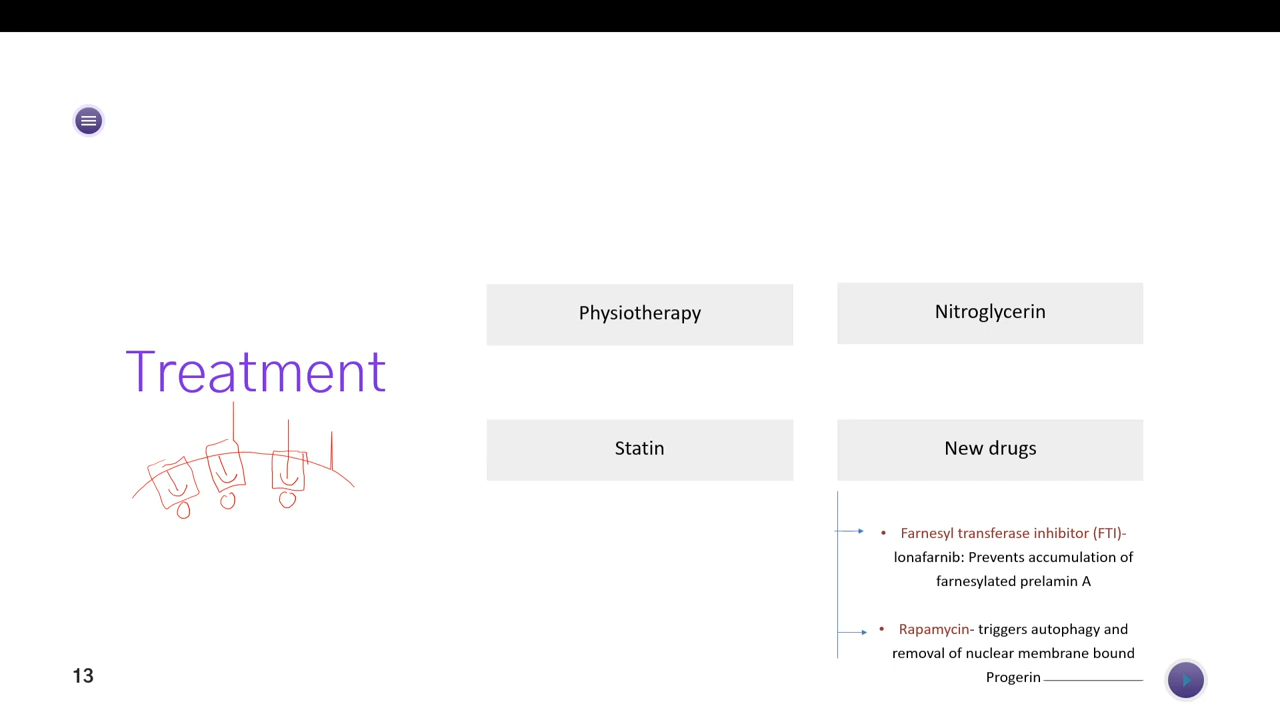 Treatment
Physiotherapy
Nitroglycerin
Statin
New drugs
• Farnesyl transferase inhibitor (FTI)-
lonafarnib: Prevents accumulation of
farnesylated prelamin A
• Rapamycin- triggers autophagy and
removal of nuclear membrane bound
Progerin
13